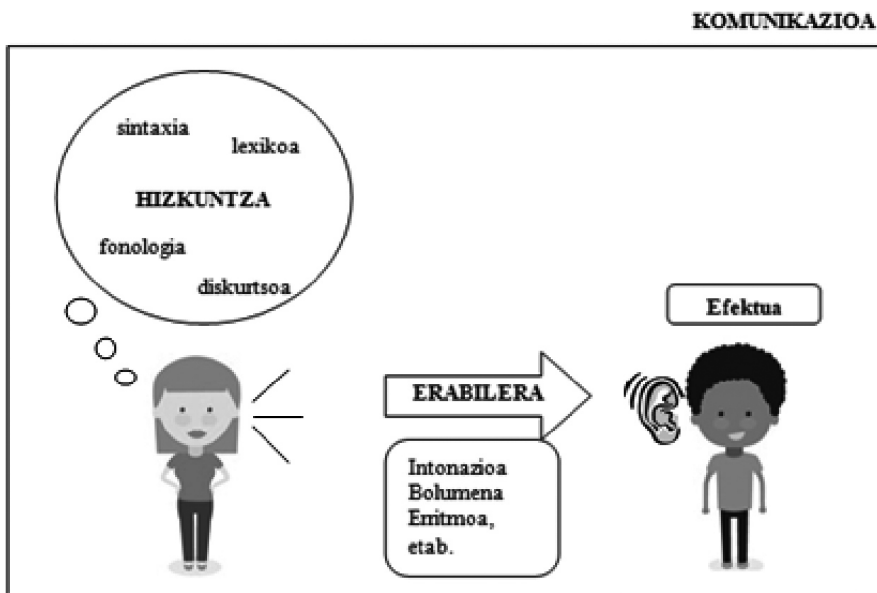 KOMUNIKAZIOA
sintaxia
lexikoa
HIZKUNTZA
fonologia
diskurtsoa
Efektua
ERABILERA
Intonazioa
Bolumena
Erritmoa,
etab.